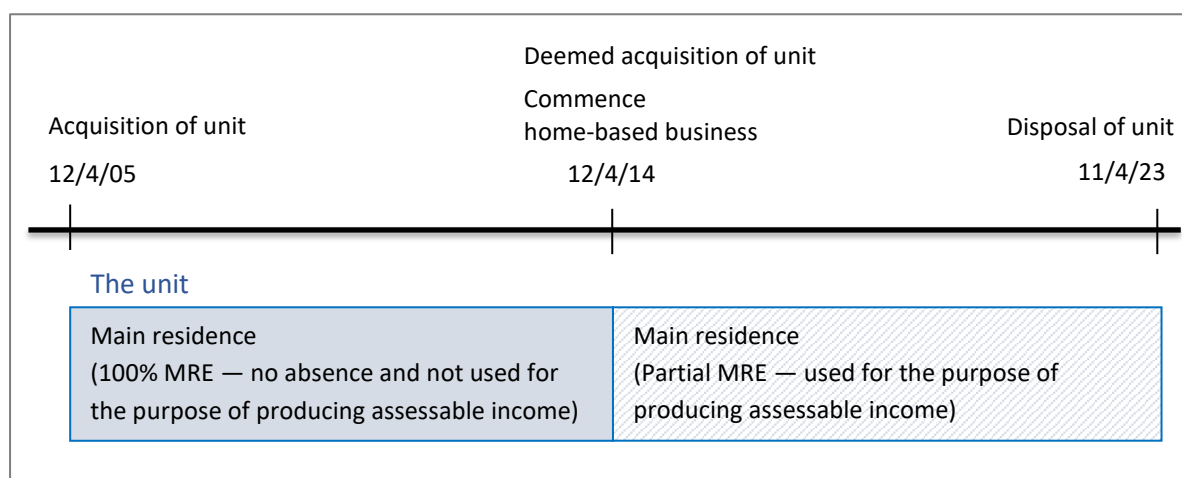 Deemed acquisition of unit
Commence
home-based business
Acquisition of unit
Disposal of unit
12/4/05
12/4/14
11/4/23
The unit
Main residence
(100% MRE — no absence and not used for
the purpose of producing assessable income)
Main residence
(Partial MRE — used for the purpose of
producing assessable income)